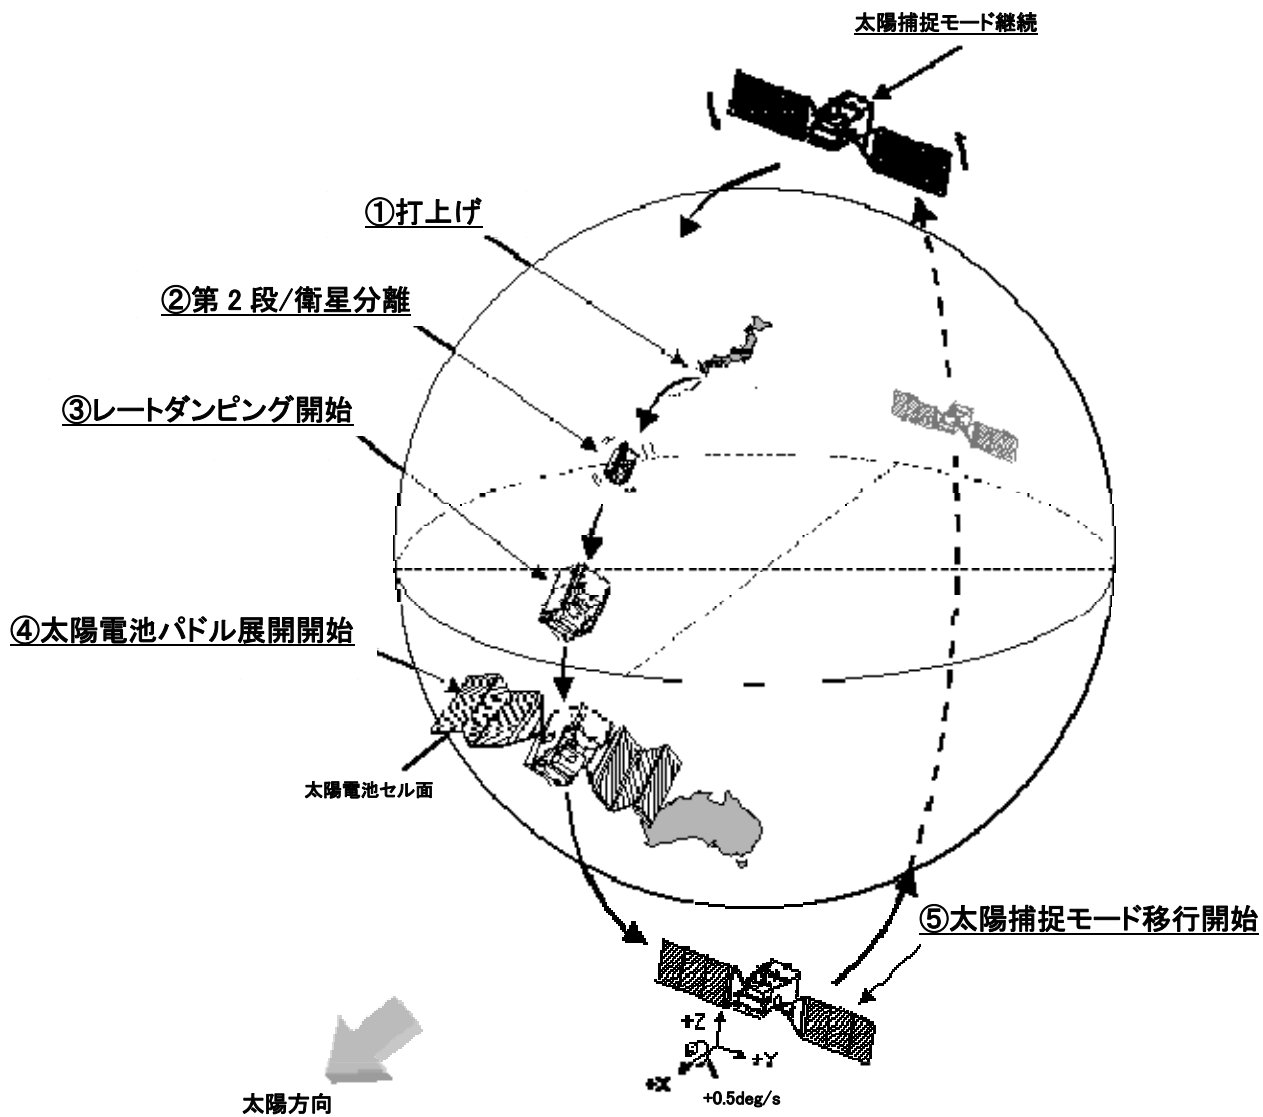 太陽捕捉モード継続
①打上げ
②第2段/衛星分離
③レートダンピング開始
④太陽電池パドル展開開始
太陽電池セル面
⑤太陽捕捉モード移行開始
+Z
+Y
+X
+0.5deg/s
太陽方向